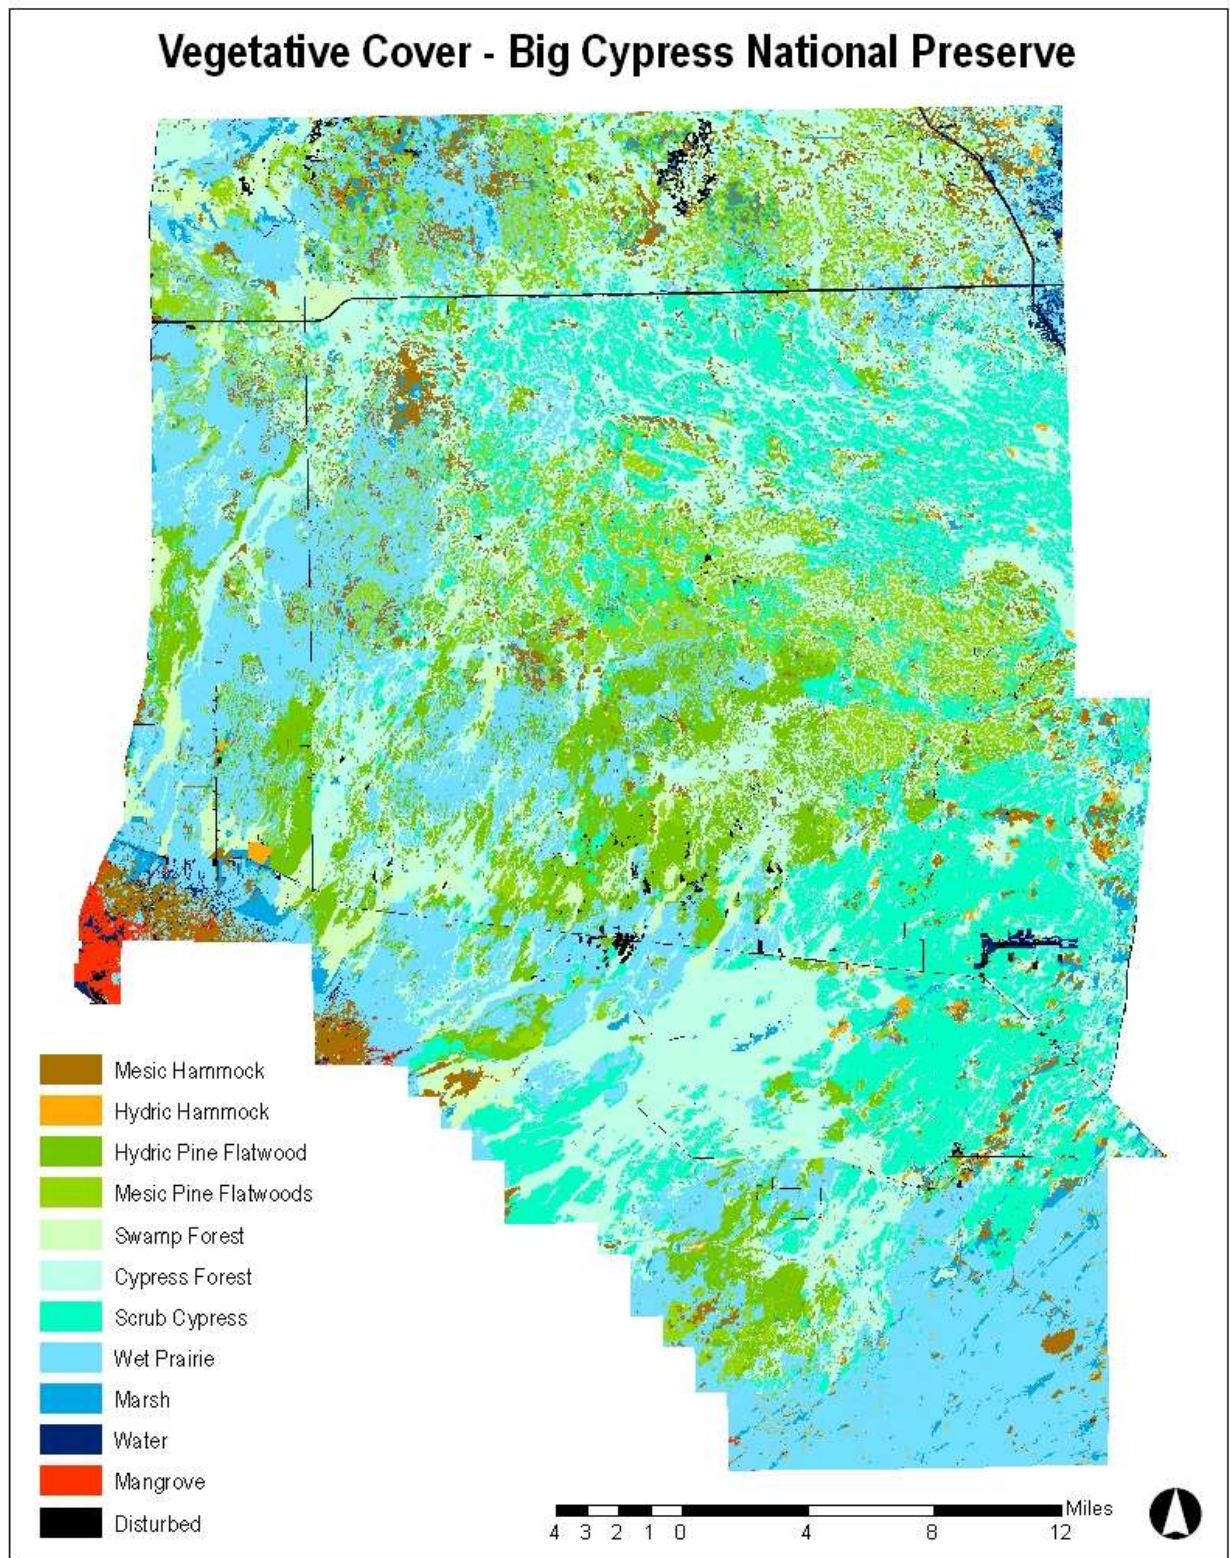 Vegetative Cover - Big Cypress National Preserve
Mesic Hammock
Hydric Hammock
Hydric Pine Flatwood
Mesic Pine Flatwoods
Swamp Forest
Cypress Forest
Scrub Cypress
Wet Prairie
Marsh
Water
Mangrove
Disturbed
Miles
4 3 2 1 0 4 8 12